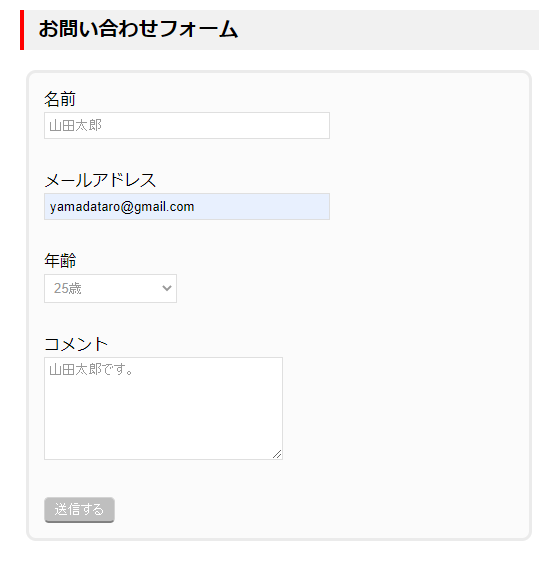 お問い合わせフォーム
名前
山田太郎
メールアドレス
yamadataro@gmail.com
年齢
25歳
コメント
山田太郎です。
送信する